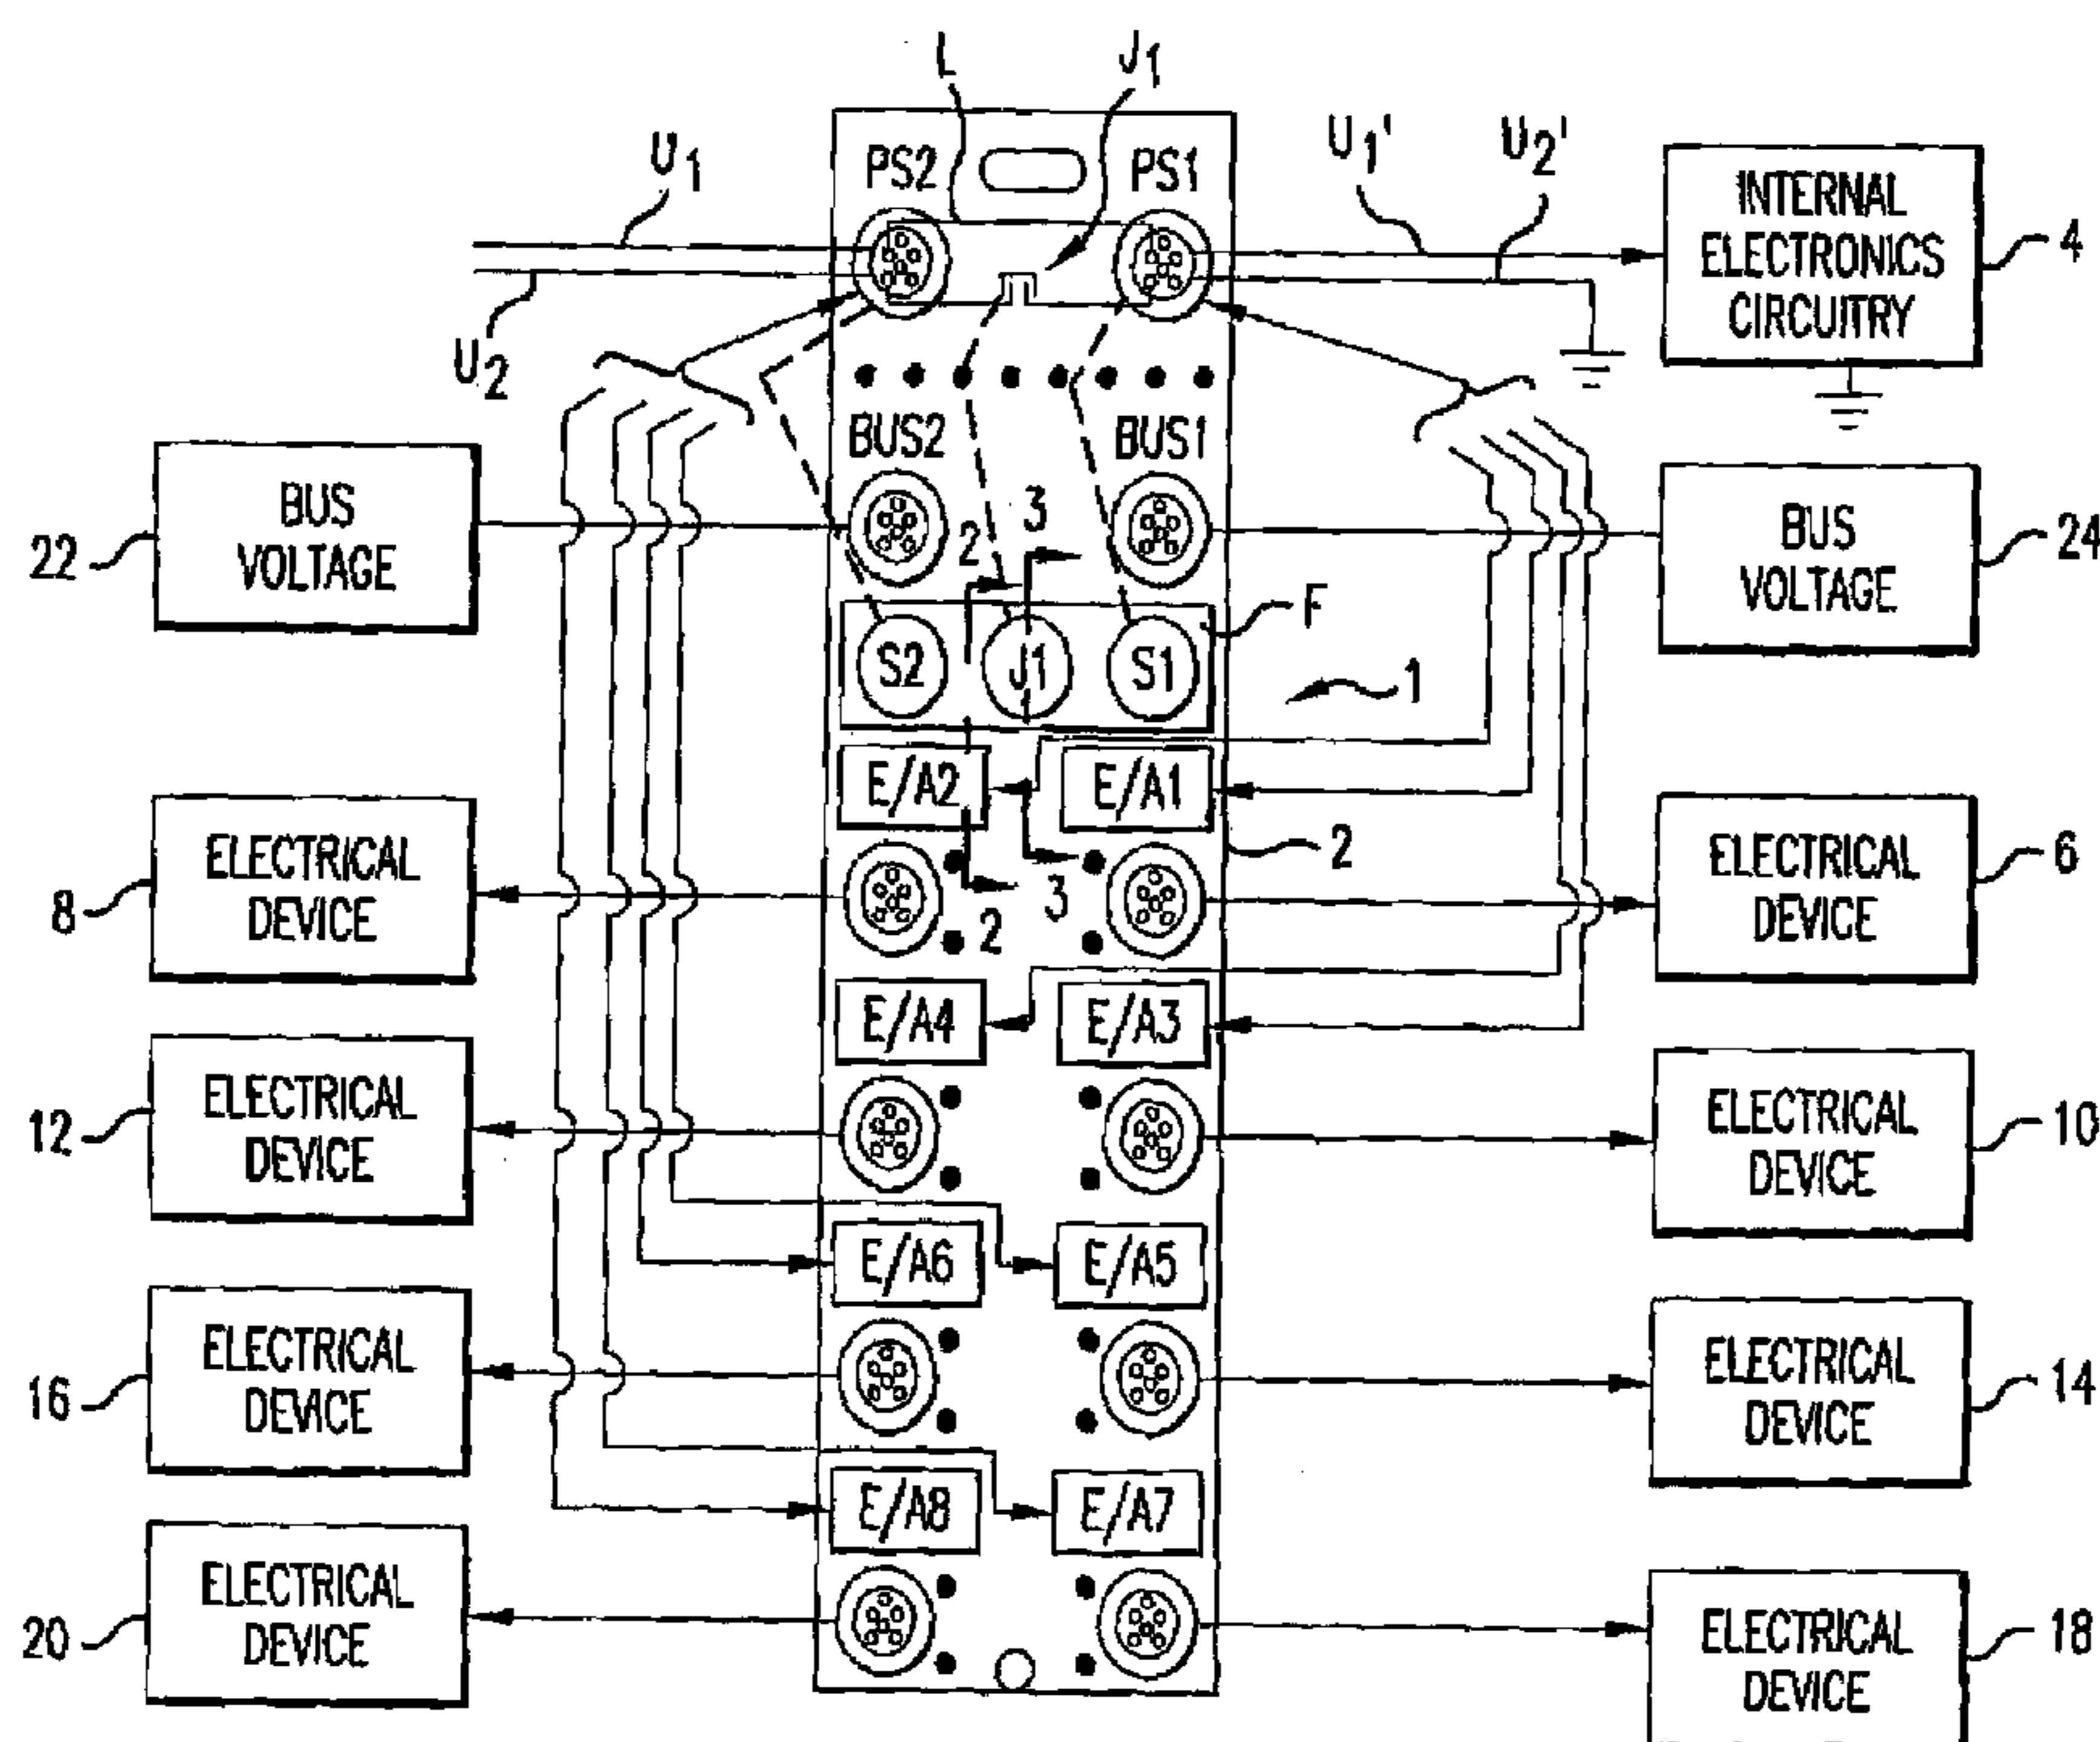 L
J1
U1
U2
PS2
PS1
U1'
U2'
INTERNAL
ELECTRONICS
CIRCUITRY
4
BUS2
BUS1
BUS
VOLTAGE
22
BUS
VOLTAGE
24
2
3
F
S2
J1
S1
1
E/A2
E/A1
2
ELECTRICAL
DEVICE
8
2
3
ELECTRICAL
DEVICE
6
E/A4
E/A3
ELECTRICAL
DEVICE
12
ELECTRICAL
DEVICE
10
E/A6
E/A5
ELECTRICAL
DEVICE
16
ELECTRICAL
DEVICE
14
E/A8
E/A7
ELECTRICAL
DEVICE
20
ELECTRICAL
DEVICE
18